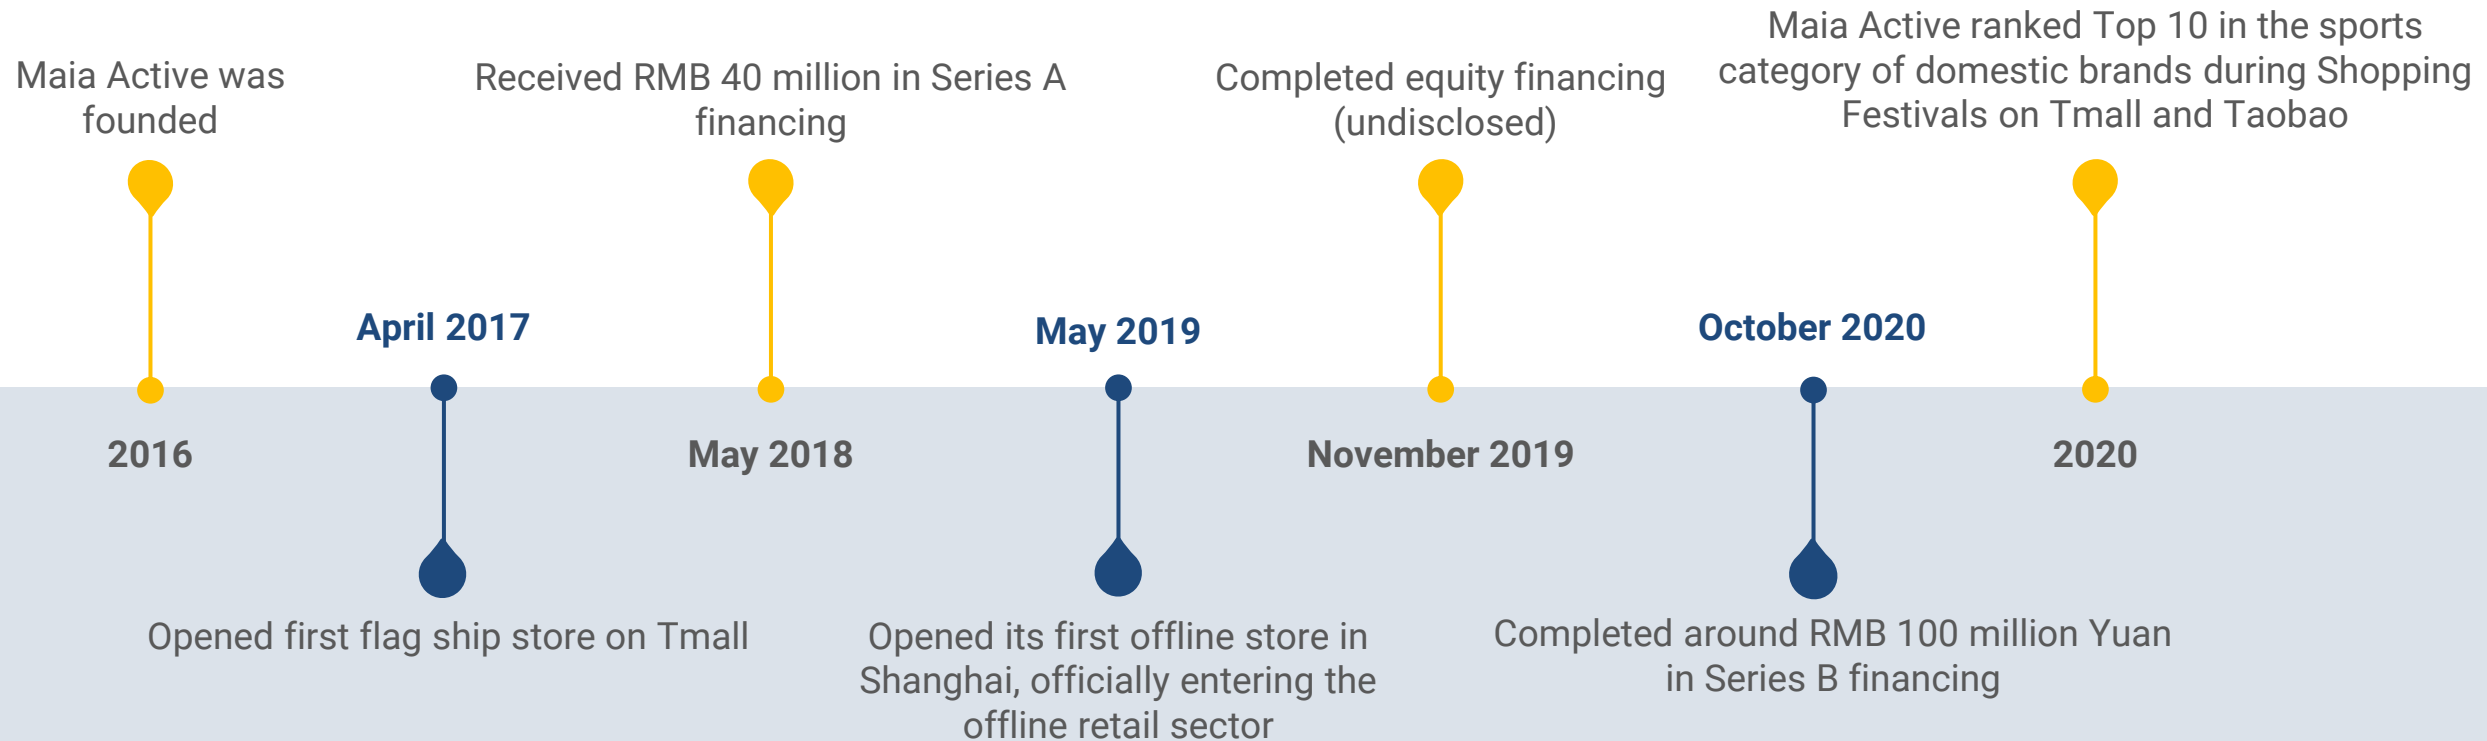 Maia Active was
founded
2016
April 2017
Opened first flag ship store on Tmall
Received RMB 40 million in Series A
financing
May 2018
May 2019
Opened its first offline store in
Shanghai, officially entering the
offline retail sector
Completed equity financing
(undisclosed)
November 2019
October 2020
Completed around RMB 100 million Yuan
in Series B financing
Maia Active ranked Top 10 in the sports
category of domestic brands during Shopping
Festivals on Tmall and Taobao
2020